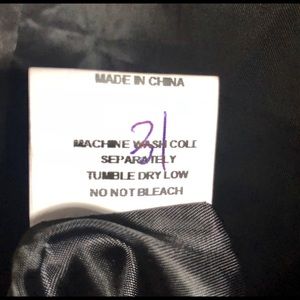 MADE IN CHINA
31
MACHINE WASH COLD
SEPARATELY
TUMBLE DRY LOW
NO NOT BLEACH